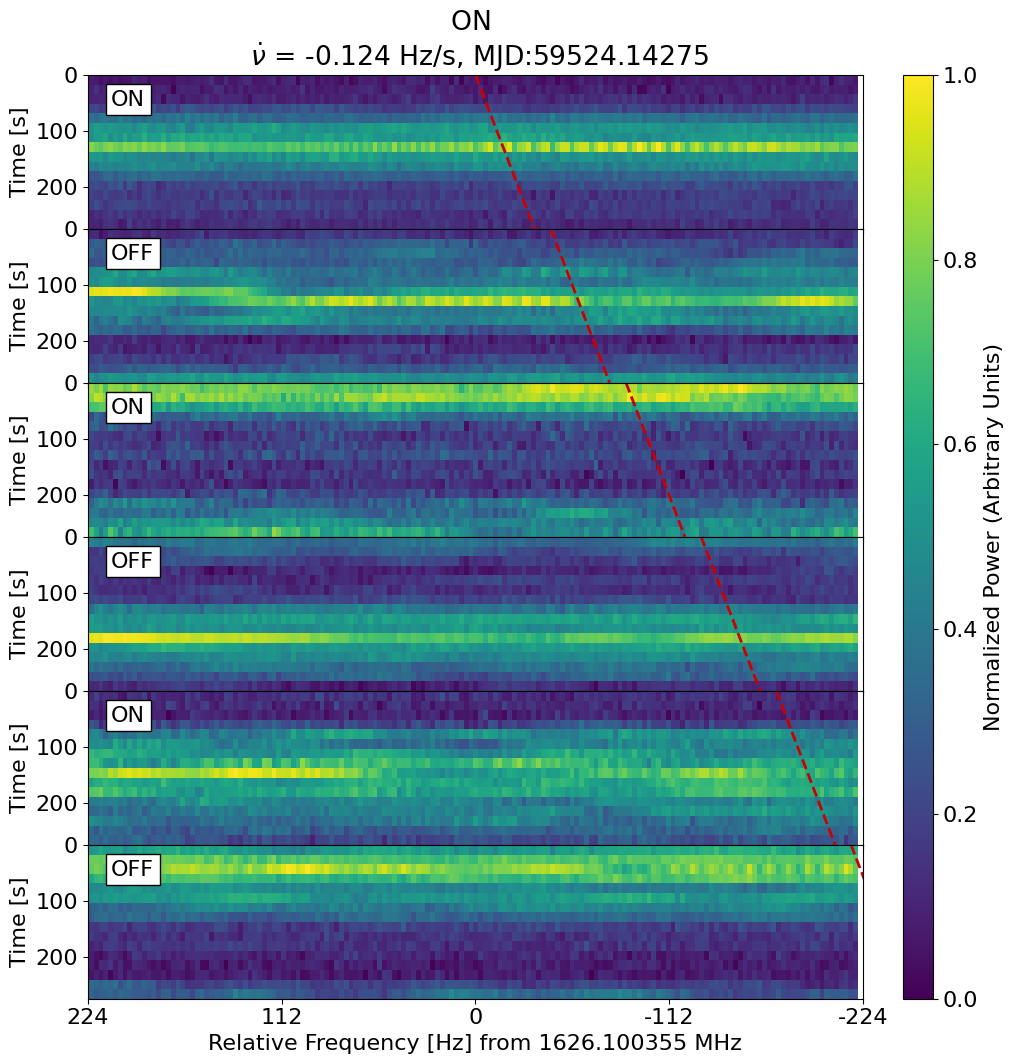 ON
ν̇ = -0.124 Hz/s, MJD:59524.14275
0
ON
100
Time [s]
200
0
OFF
100
Time [s]
200
0
ON
100
Time [s]
200
0
OFF
100
Time [s]
200
0
ON
100
Time [s]
200
0
OFF
100
Time [s]
200
224 112 0 -112 -224
Relative Frequency [Hz] from 1626.100355 MHz
1.0
0.8
0.6
0.4
0.2
0.0
Normalized Power (Arbitrary Units)